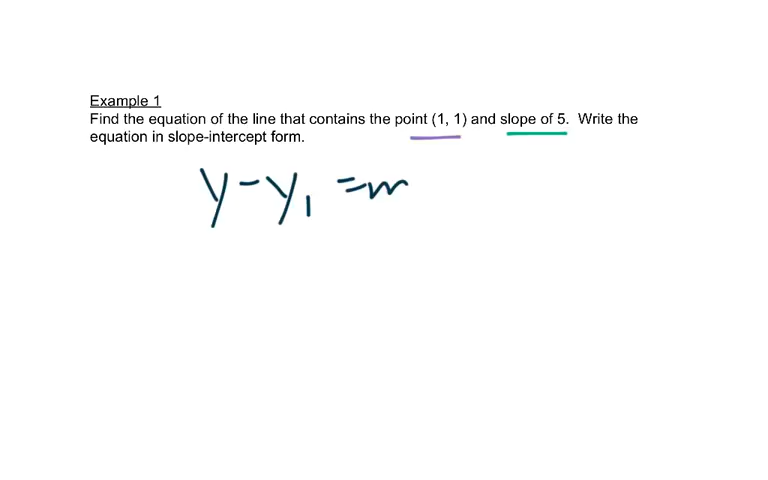 Example 1
Find the equation of the line that contains the point (1, 1) and slope of 5.  Write the
equation in slope-intercept form.
y-y₁ =m